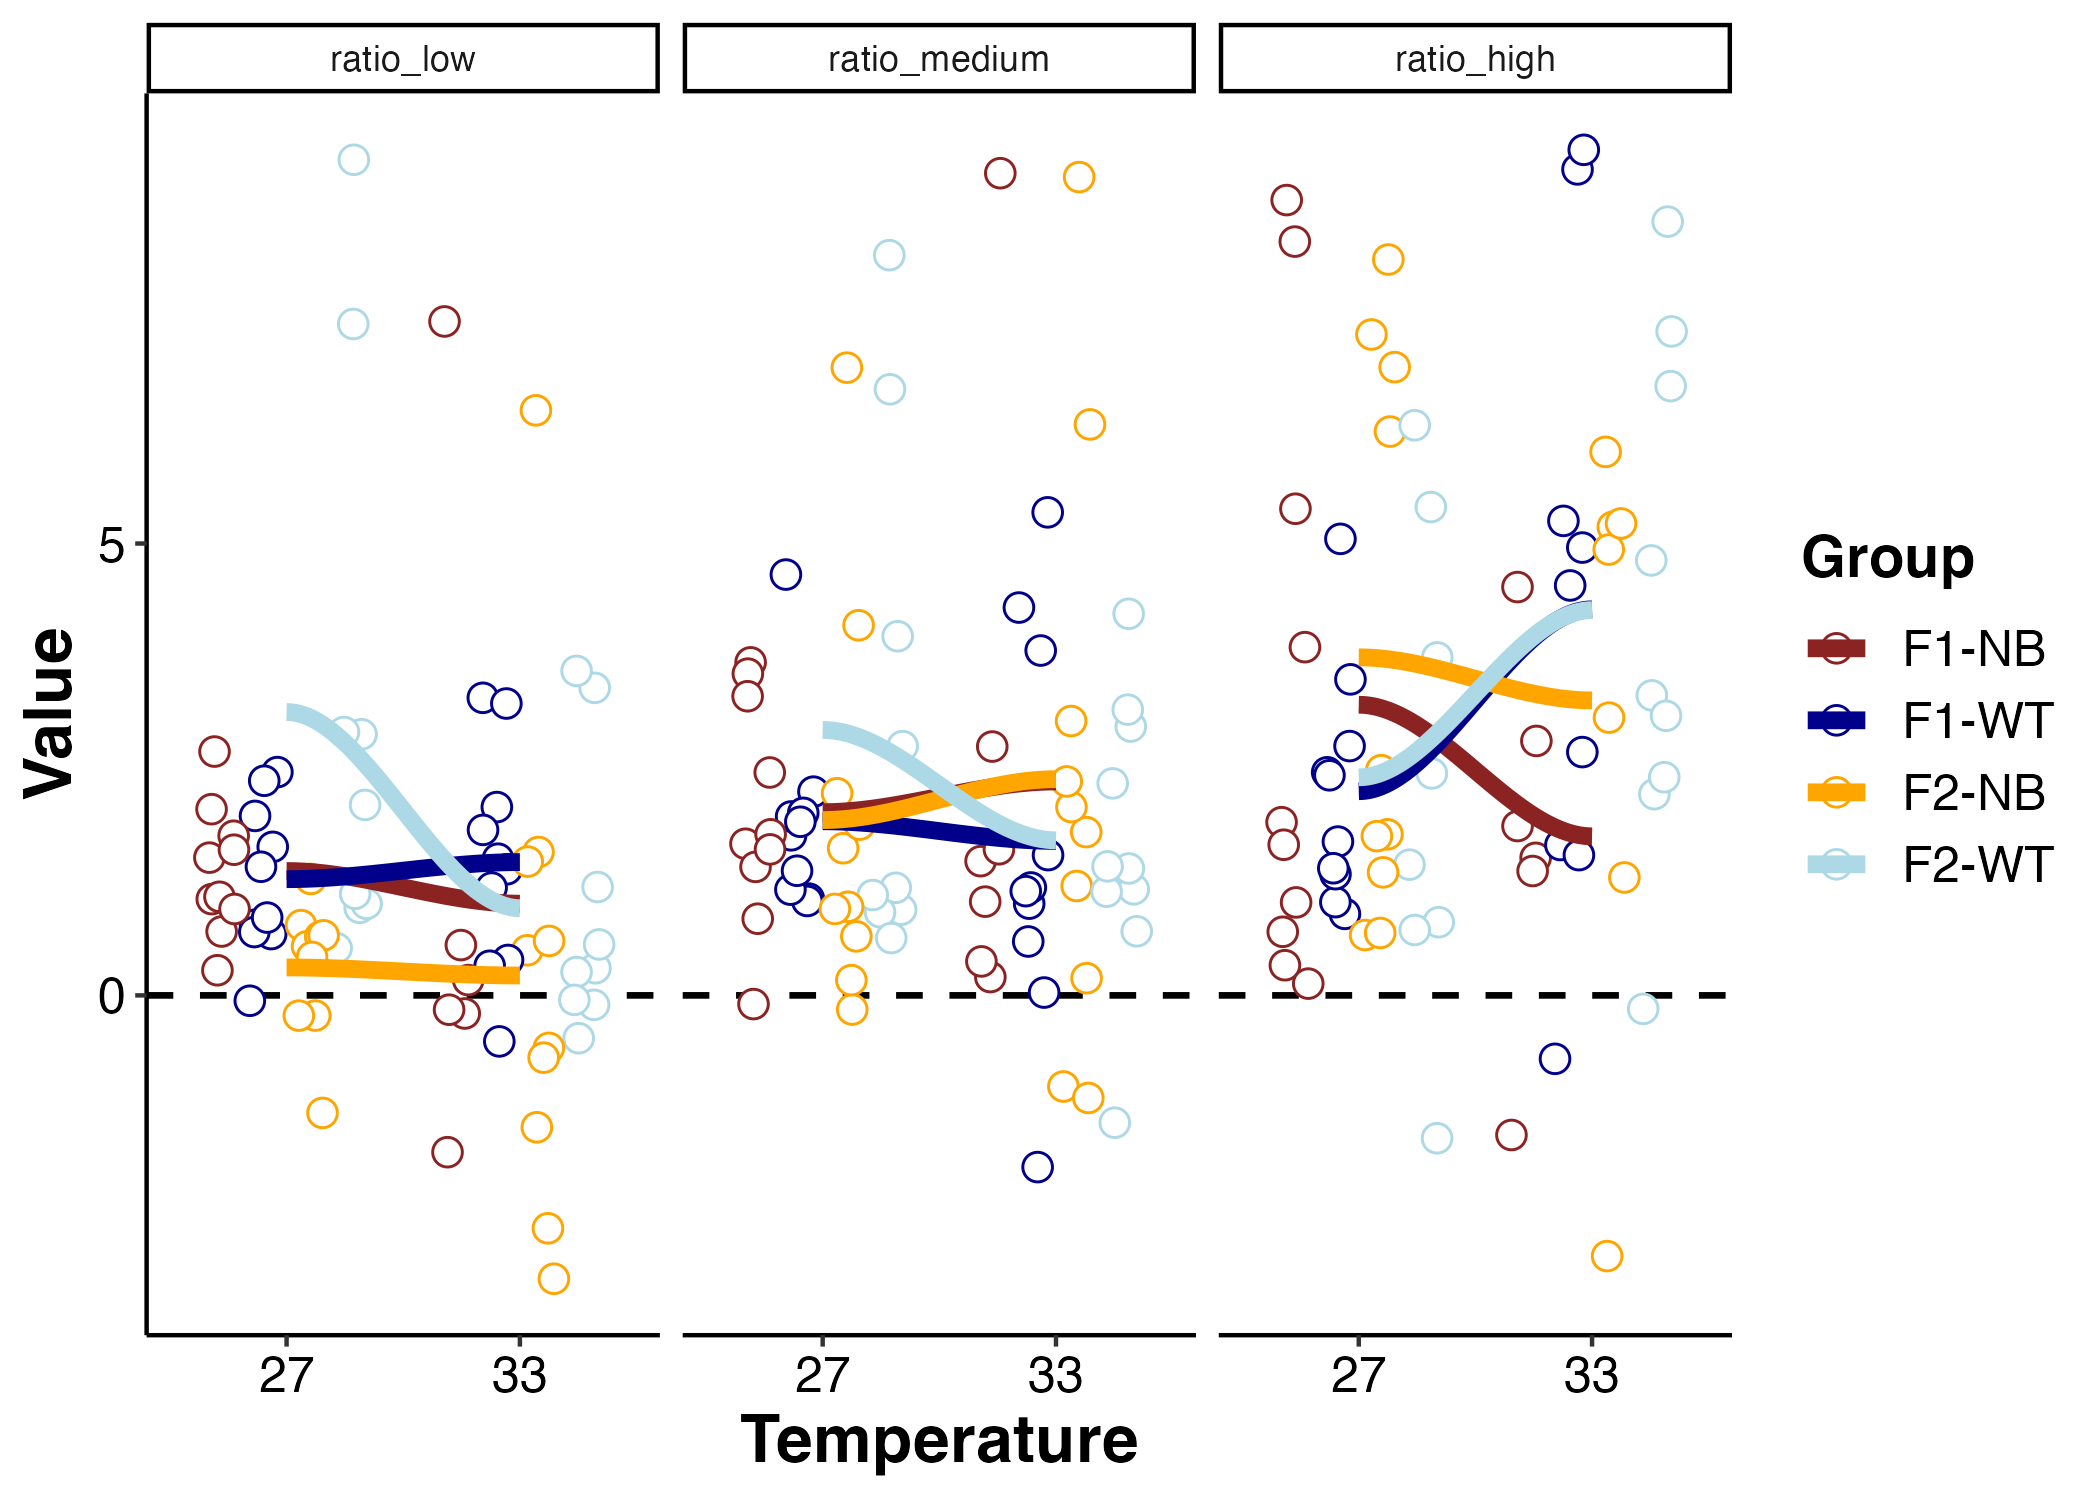 ratio_low ratio_medium ratio_high
Value
5
0
27 33 27 33 27 33
Temperature
Group
F1-NB
F1-WT
F2-NB
F2-WT